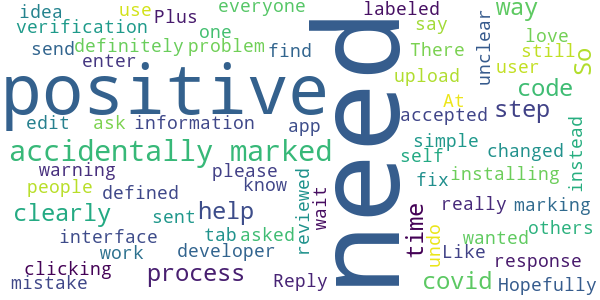 idea use everyone labeled way
verification Plus one say unclear love
send definitely problem find There still So
enter need upload user
positive At code
edit ask information app accepted step
accidentally marked simple changed instead
warning please self fix installing
people defined know reviewed wait really marking
clearly sent help time undo wanted others
interface tab asked Like
work developer covid response
clicking process Reply Hopefully
mistake